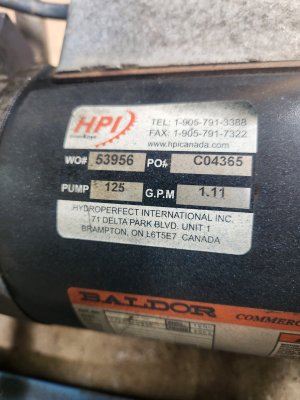 HPI
TEL: 1-905-791-3388
FAX: 1-905-791-7322
www.hpicanada.com
WO# 53956 PO# C04365
PUMP 125 G.P.M 1.11
HYDROPERFECT INTERNATIONAL INC.
71 DELTA PARK BLVD. UNIT 1
BRAMPTON, ON L6T5E7 CANADA
BALDOR